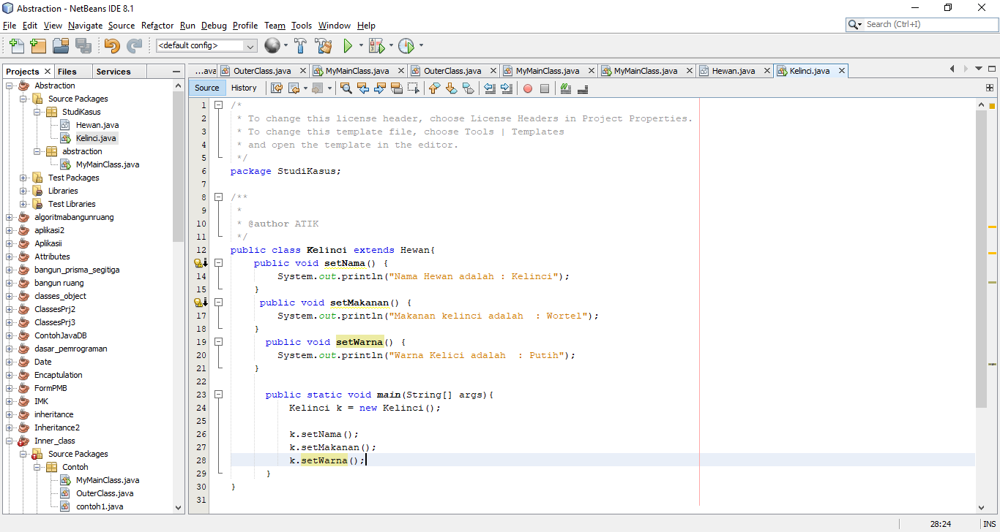 Abstraction - NetBeans IDE 8.1
File Edit View Navigate Source Refactor Run Debug Profile Team Tools Window Help
Search (Ctrl+I)
<default config>
Projects Files Services
Abstraction
Source Packages
StudiKasus
Hewan.java
Kelinci.java
abstraction
MyMainClass.java
Test Packages
Libraries
Test Libraries
algoritmabangunruang
aplikasi2
Aplikasii
Attributes
bangun_prisma_segitiga
bangun ruang
classes_object
ClassesPrj2
ClassesPrj3
ContohJavaDB
dasar_pemrograman
Date
Encaptulation
FormPMB
IMK
inheritance
Inheritance2
Inner_class
Source Packages
Contoh
MyMainClass.java
OuterClass.java
contoh1.java
...ava OuterClass.java MyMainClass.java OuterClass.java MyMainClass.java MyMainClass.java Hewan.java Kelinci.java
Source History
1 /*
2 * To change this license header, choose License Headers in Project Properties.
3 * To change this template file, choose Tools | Templates
4 * and open the template in the editor.
5 */
6 package StudiKasus;
7
8 /**
9 *
10 * @author ATIK
11 */
12 public class Kelinci extends Hewan{
public void setNama() {
14 System.out.println("Nama Hewan adalah : Kelinci");
15 }
public void setMakanan() {
17 System.out.println("Makanan kelinci adalah  : Wortel");
18 }
19 public void setWarna() {
20 System.out.println("Warna Kelici adalah  : Putih");
21 }
22
23 public static void main(String[] args){
24 Kelinci k = new Kelinci();
25
26 k.setNama();
27 k.setMakanan();
28 k.setWarna();
29 }
30 }
31
28:24 INS